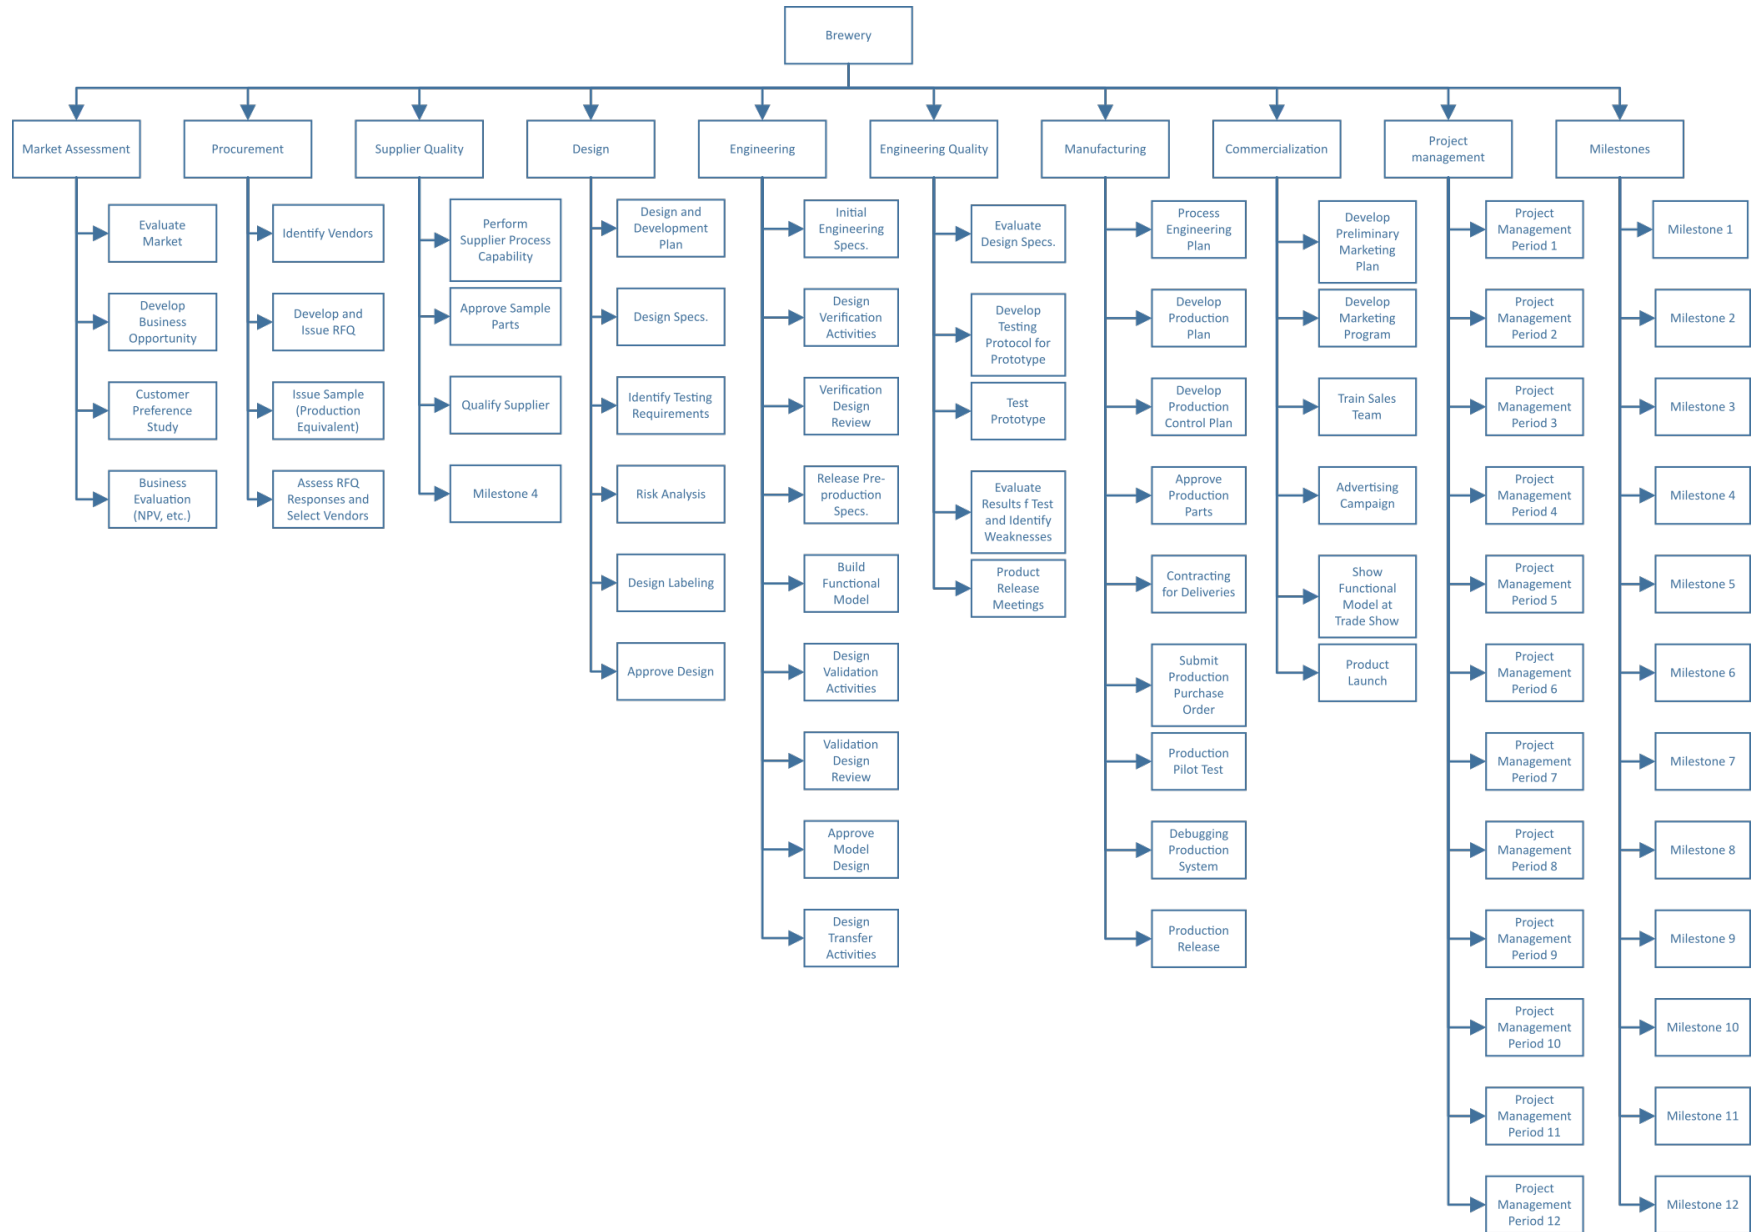 Brewery
Market Assessment
Procurement
Supplier Quality
Design
Engineering
Engineering Quality
Manufacturing
Commercialization
Project
management
Milestones
Evaluate
Market
Develop
Business
Opportunity
Customer
Preference
Study
Business
Evaluation
(NPV, etc.)
Identify Vendors
Develop and
Issue RFQ
Issue Sample
(Production
Equivalent)
Assess RFQ
Responses and
Select Vendors
Perform
Supplier Process
Capability
Approve Sample
Parts
Qualify Supplier
Milestone 4
Design and
Development
Plan
Design Specs.
Identify Testing
Requirements
Risk Analysis
Design Labeling
Approve Design
Initial
Engineering
Specs.
Design
Verification
Activities
Verification
Design
Review
Release Pre-
production
Specs.
Build
Functional
Model
Design
Validation
Activities
Validation
Design
Review
Approve
Model
Design
Design
Transfer
Activities
Evaluate
Design Specs.
Develop
Testing
Protocol for
Prototype
Test
Prototype
Evaluate
Results f Test
and Identify
Weaknesses
Product
Release
Meetings
Process
Engineering
Plan
Develop
Production
Plan
Develop
Production
Control Plan
Approve
Production
Parts
Contracting
for Deliveries
Submit
Production
Purchase
Order
Production
Pilot Test
Debugging
Production
System
Production
Release
Develop
Preliminary
Marketing
Plan
Develop
Marketing
Program
Train Sales
Team
Advertising
Campaign
Show
Functional
Model at
Trade Show
Product
Launch
Project
Management
Period 1
Project
Management
Period 2
Project
Management
Period 3
Project
Management
Period 4
Project
Management
Period 5
Project
Management
Period 6
Project
Management
Period 7
Project
Management
Period 8
Project
Management
Period 9
Project
Management
Period 10
Project
Management
Period 11
Project
Management
Period 12
Milestone 1
Milestone 2
Milestone 3
Milestone 4
Milestone 5
Milestone 6
Milestone 7
Milestone 8
Milestone 9
Milestone 10
Milestone 11
Milestone 12